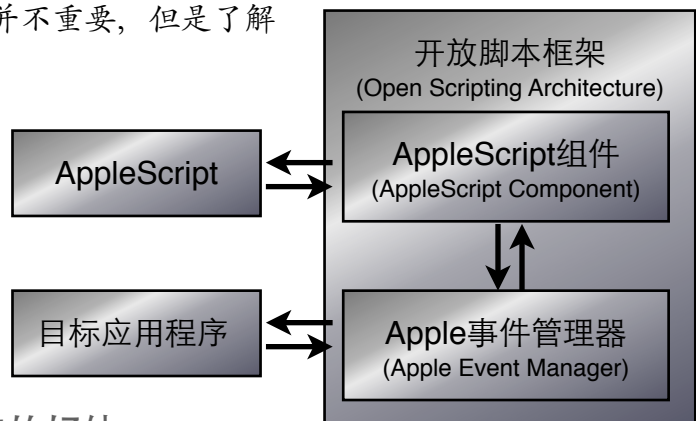 并不重要，但是了解
开放脚本框架
(Open Scripting Architecture)
AppleScript
AppleScript组件
(AppleScript Component)
目标应用程序
Apple事件管理器
(Apple Event Manager)